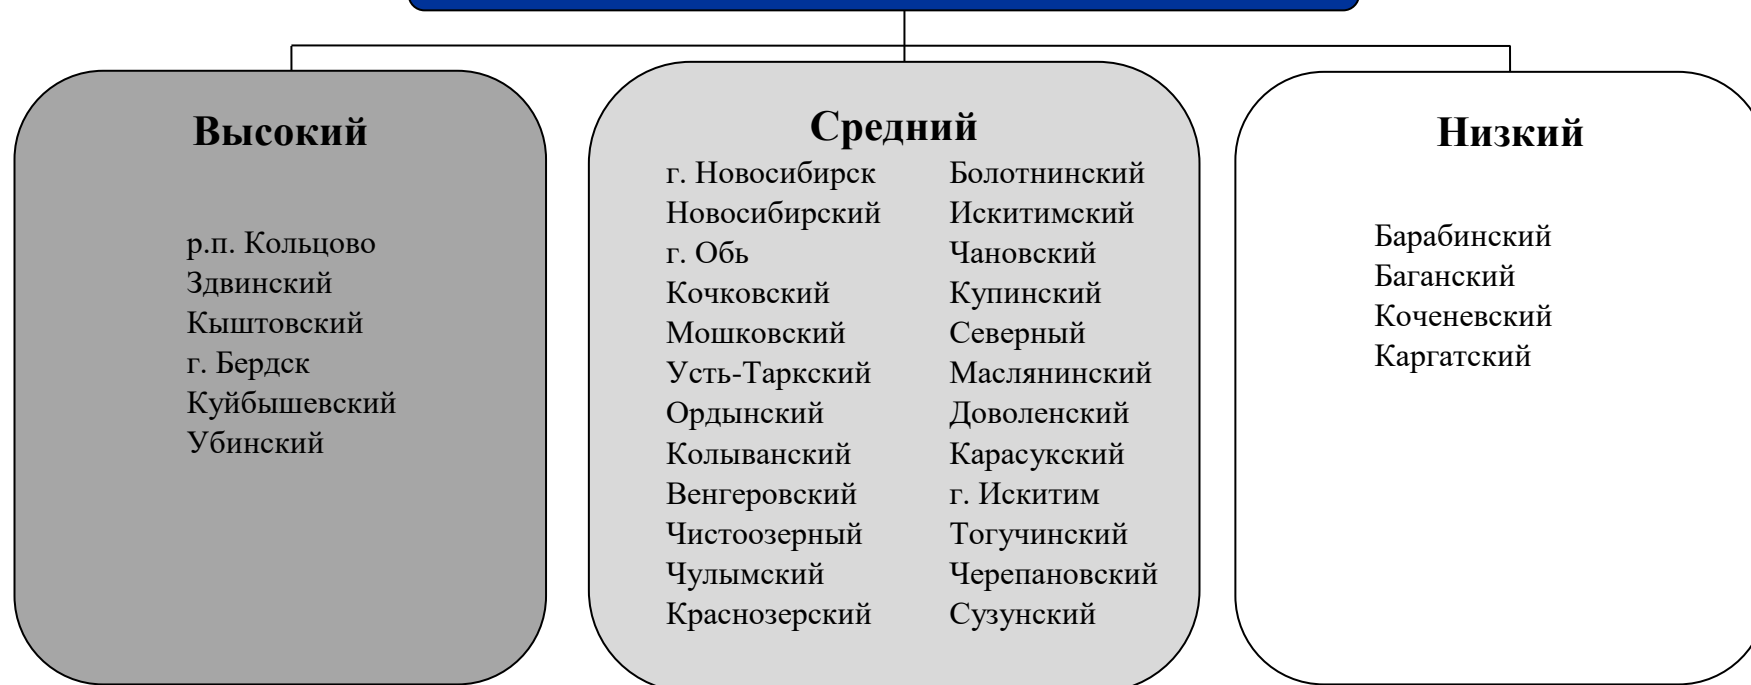 Высокий
р.п. Кольцово
Здвинский
Кыштовский
г. Бердск
Куйбышевский
Убинский
Средний
г. Новосибирск
Новосибирский
г. Обь
Кочковский
Мошковский
Усть-Таркский
Ордынский
Колыванский
Венгеровский
Чистоозерный
Чулымский
Краснозерский
Болотнинский
Искитимский
Чановский
Купинский
Северный
Маслянинский
Доволенский
Карасукский
г. Искитим
Тогучинский
Черепановский
Сузунский
Низкий
Барабинский
Баганский
Коченевский
Каргатский